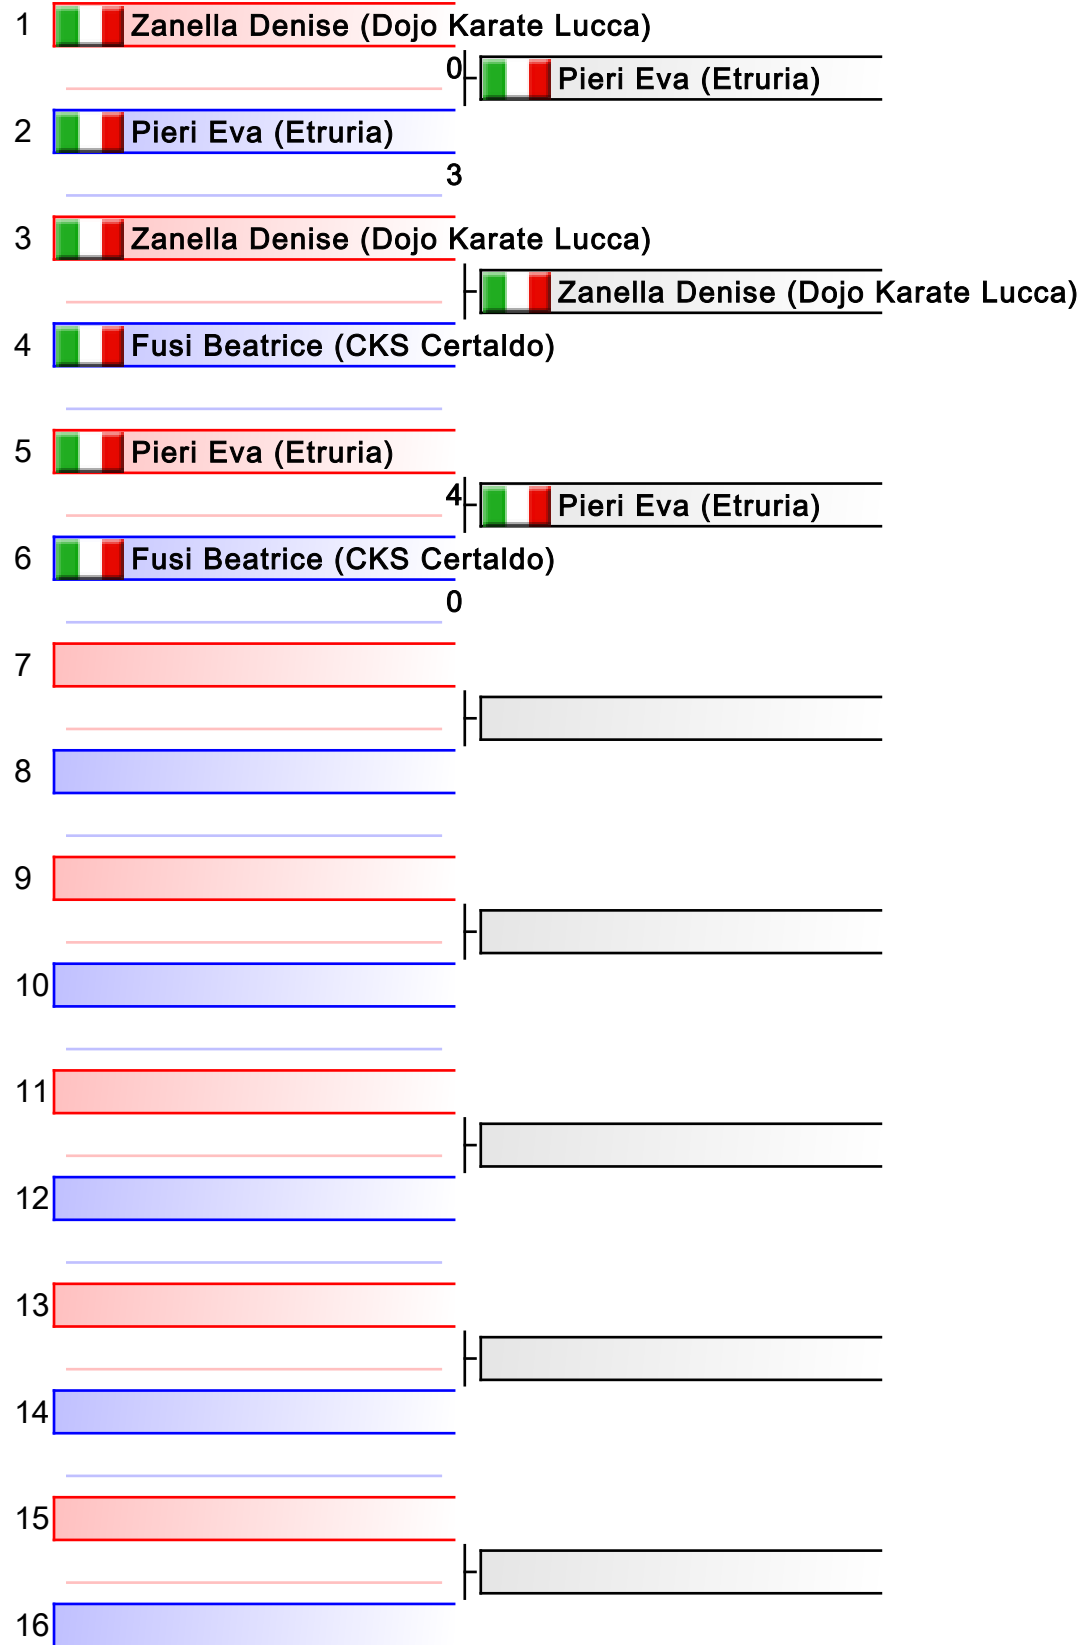 1 Zanella Denise (Dojo Karate Lucca)
0 Pieri Eva (Etruria)
2 Pieri Eva (Etruria)
3
3 Zanella Denise (Dojo Karate Lucca)
Zanella Denise (Dojo Karate Lucca)
4 Fusi Beatrice (CKS Certaldo)
5 Pieri Eva (Etruria)
4 Pieri Eva (Etruria)
6 Fusi Beatrice (CKS Certaldo)
0
7
8
9
10
11
12
13
14
15
16